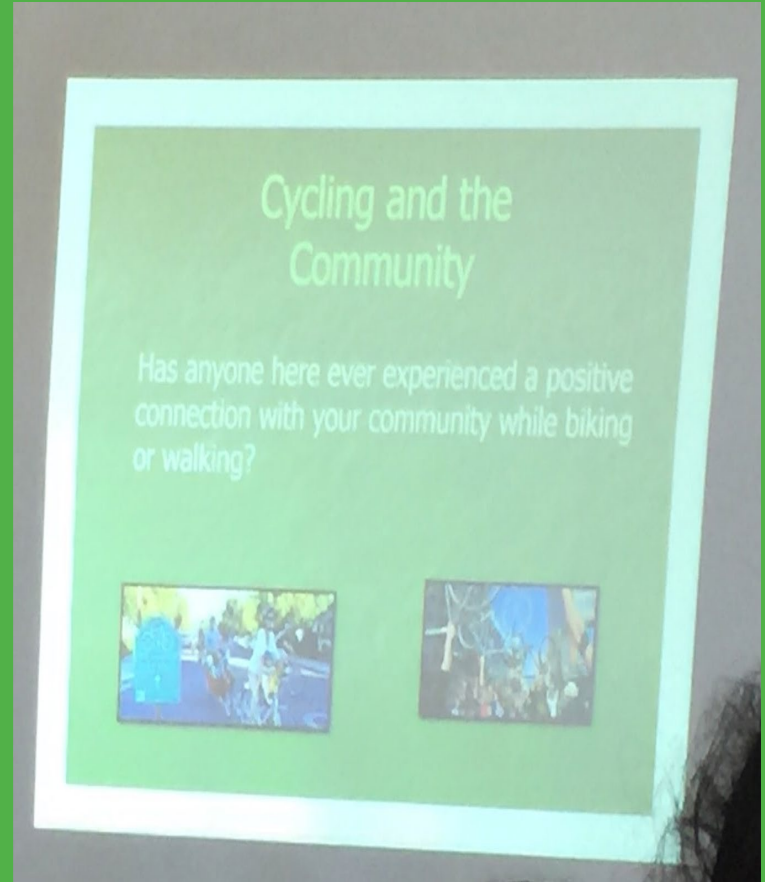 Cycling and the
Community
Has anyone here ever experienced a positive
connection with your community while biking
or walking?